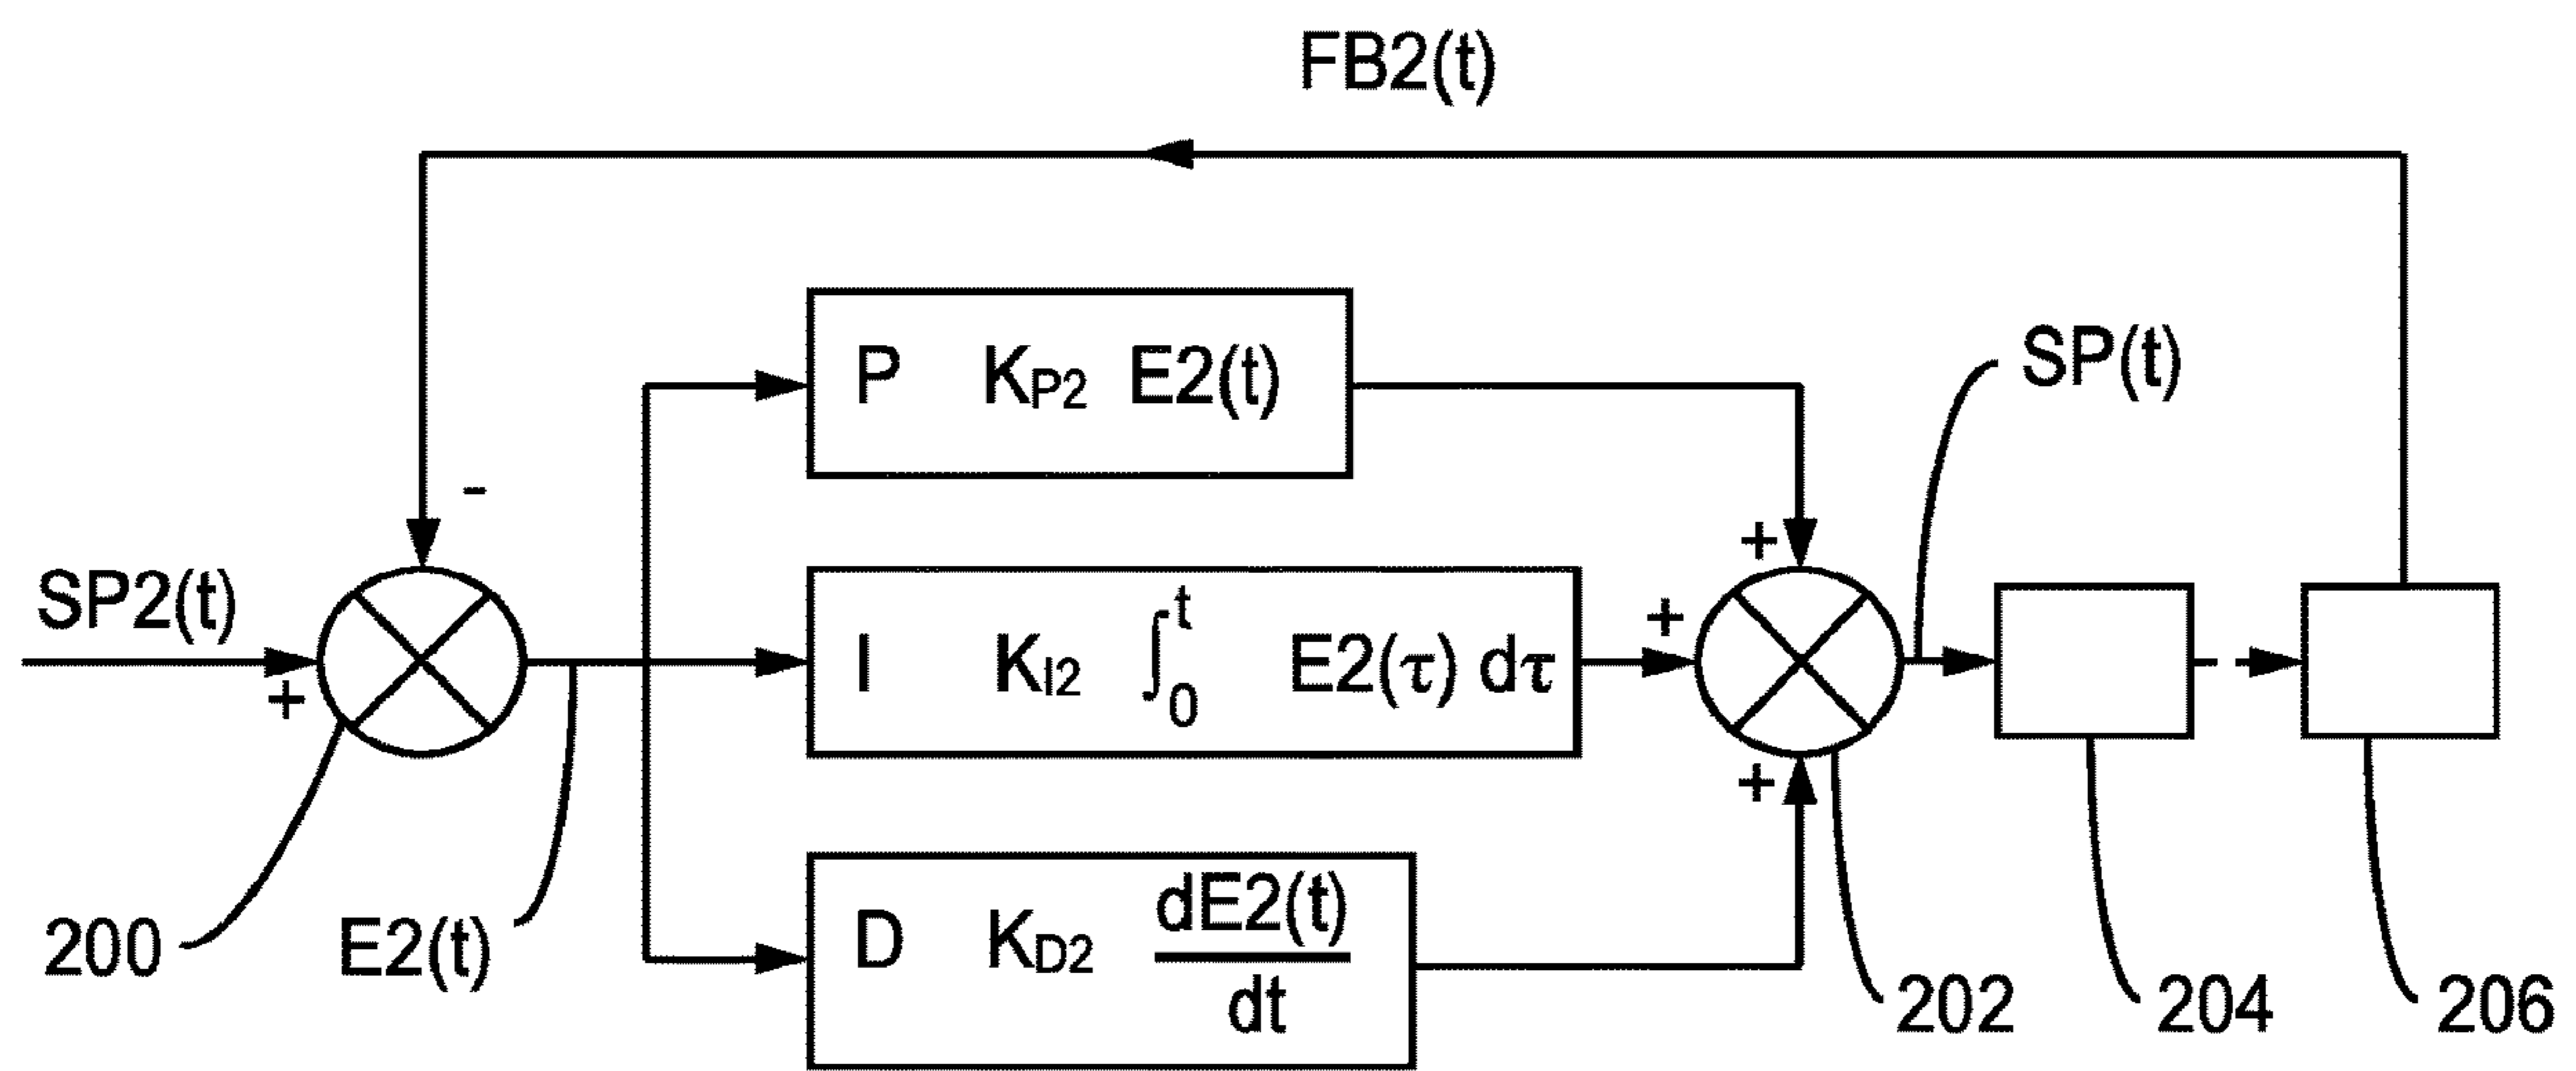 FB2(t)
P K_P2 E2(t)
SP(t)
-
+
SP2(t)
+
I K_I2 ∫_0^t E2(τ) dτ
+
+
D K_D2 dE2(t)
dt
200
E2(t)
202
204
206